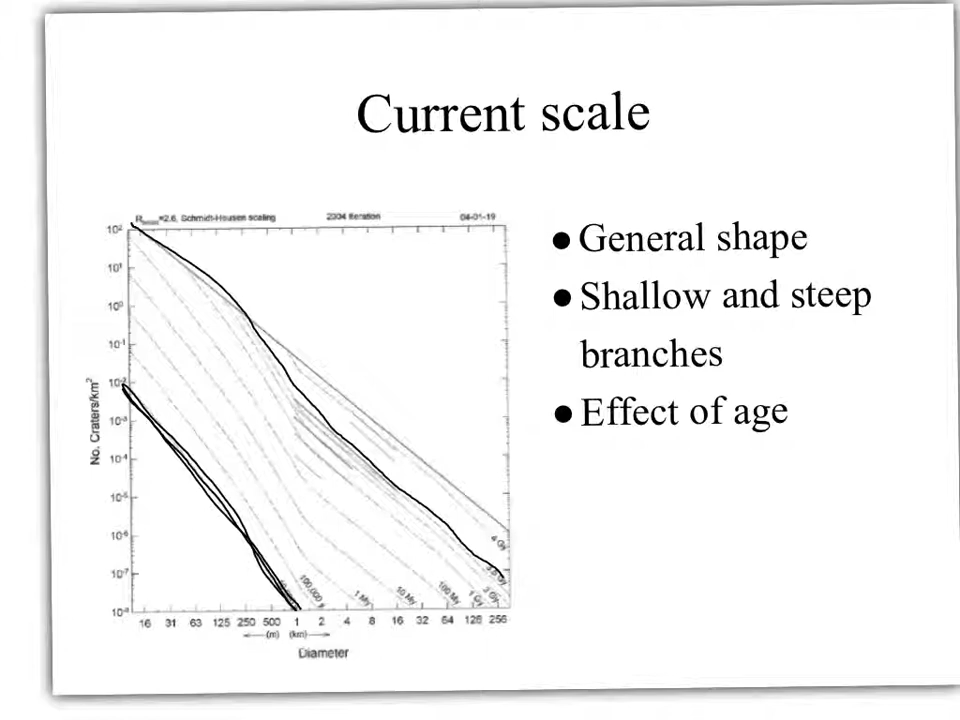 Current scale
=2.6, Schmidt-Housen scaling 2004 Iteration 04-01-19
10²
10¹
10⁰
10-¹
10-²
10-³
10-⁴
10-⁵
10-⁶
10-⁷
10-⁸
No. Craters/km²
4 Gy
3.5 Gy
100,000 y 1 My 10 My 100 My 1 Gy 3 Gy
16 31 63 125 250 500 1 2 4 8 16 32 64 128 256
(m) (km)
Diameter
● General shape
● Shallow and steep
branches
● Effect of age